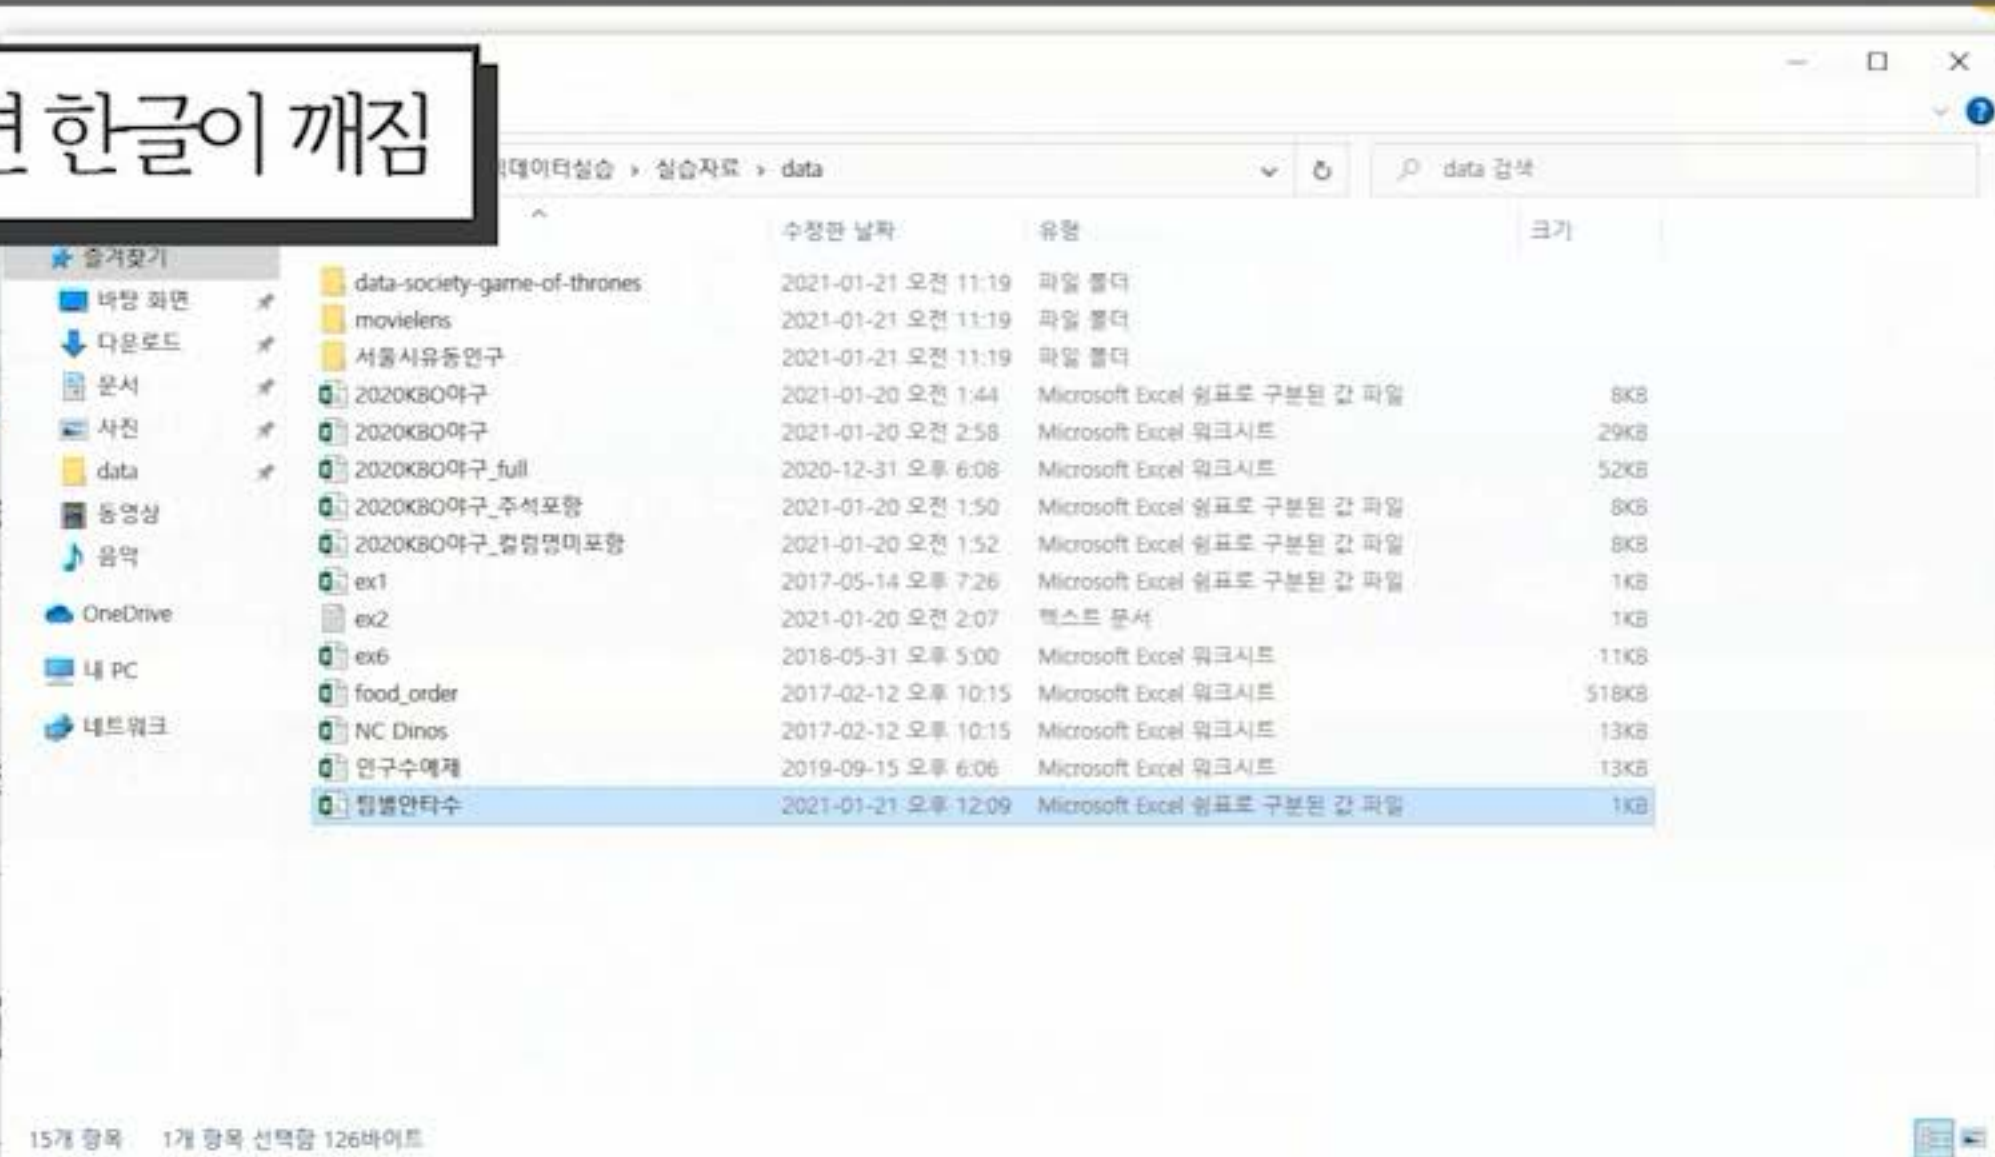 한글이 깨짐
실습자료 > data
data 검색
수정한 날짜 유형 크기
즐겨찾기
바탕 화면
다운로드
문서
사진
data
동영상
음악
OneDrive
내 PC
네트워크
data-society-game-of-thrones 2021-01-21 오전 11:19 파일 폴더
movielens 2021-01-21 오전 11:19 파일 폴더
서울시유동인구 2021-01-21 오전 11:19 파일 폴더
2020KBO야구 2021-01-20 오전 1:44 Microsoft Excel 쉼표로 구분된 값 파일 8KB
2020KBO야구 2021-01-20 오전 2:58 Microsoft Excel 워크시트 29KB
2020KBO야구_full 2020-12-31 오후 6:08 Microsoft Excel 워크시트 52KB
2020KBO야구_주석포함 2021-01-20 오전 1:50 Microsoft Excel 쉼표로 구분된 값 파일 8KB
2020KBO야구_컬럼명미포함 2021-01-20 오전 1:52 Microsoft Excel 쉼표로 구분된 값 파일 8KB
ex1 2017-05-14 오후 7:26 Microsoft Excel 쉼표로 구분된 값 파일 1KB
ex2 2021-01-20 오전 2:07 텍스트 문서 1KB
ex6 2018-05-31 오후 5:00 Microsoft Excel 워크시트 11KB
food_order 2017-02-12 오후 10:15 Microsoft Excel 워크시트 518KB
NC Dinos 2017-02-12 오후 10:15 Microsoft Excel 워크시트 13KB
인구수예제 2019-09-15 오후 6:06 Microsoft Excel 워크시트 13KB
팀별안타수 2021-01-21 오후 12:09 Microsoft Excel 쉼표로 구분된 값 파일 1KB
15개 항목 1개 항목 선택함 126바이트